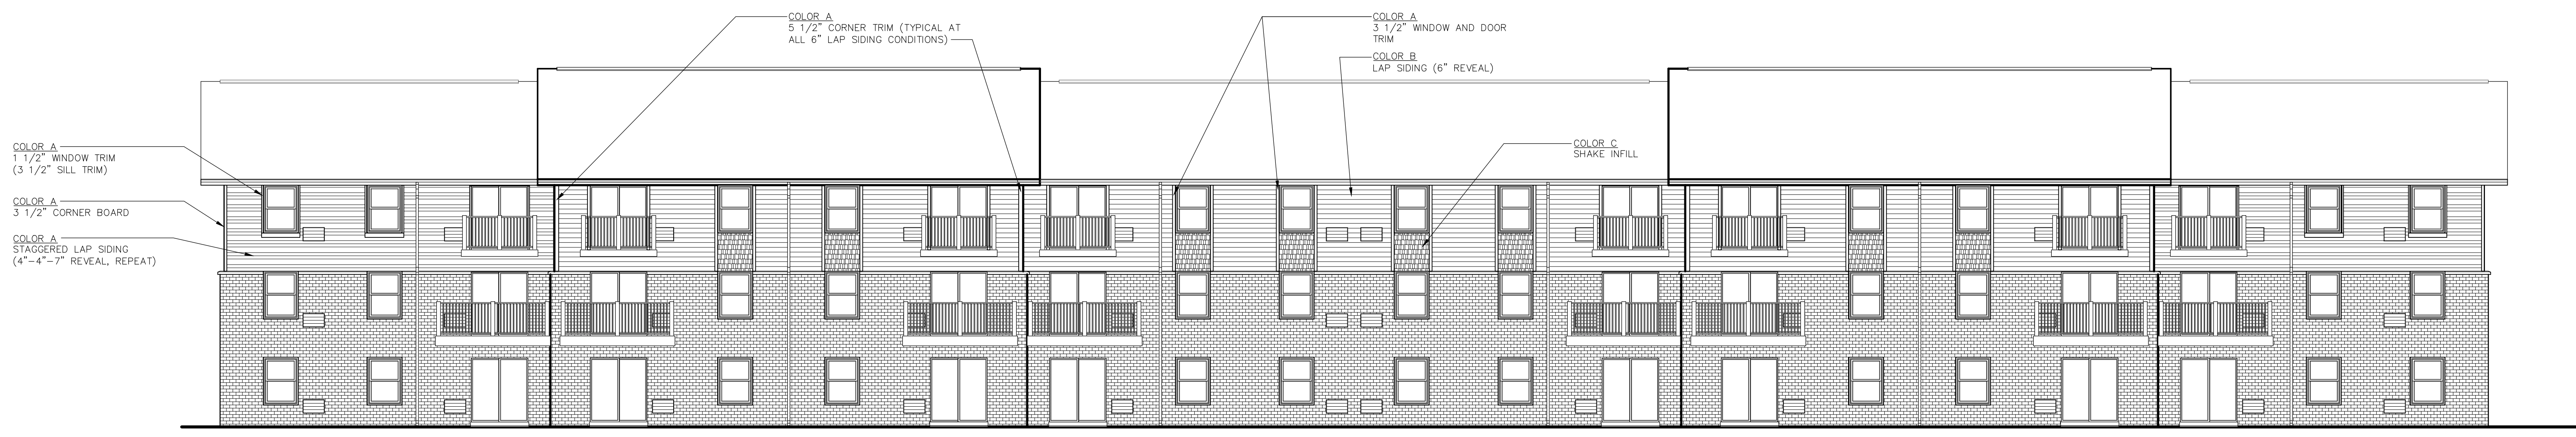 COLOR A
5 1/2" CORNER TRIM (TYPICAL AT
ALL 6" LAP SIDING CONDITIONS)
COLOR A
3 1/2" WINDOW AND DOOR
TRIM
COLOR B
LAP SIDING (6" REVEAL)
COLOR C
SHAKE INFILL
COLOR A
1 1/2" WINDOW TRIM
(3 1/2" SILL TRIM)
COLOR A
3 1/2" CORNER BOARD
COLOR A
STAGGERED LAP SIDING
(4"-4"-7" REVEAL, REPEAT)